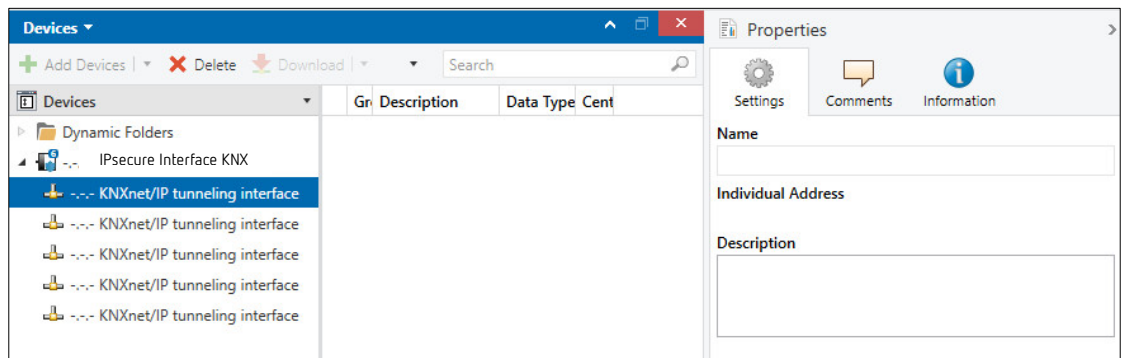 Devices
Add Devices Delete Download Search
Devices Gr Description Data Type Cent
Dynamic Folders
-.-. IPsecure Interface KNX
-.-.- KNXnet/IP tunneling interface
-.-.- KNXnet/IP tunneling interface
-.-.- KNXnet/IP tunneling interface
-.-.- KNXnet/IP tunneling interface
-.-.- KNXnet/IP tunneling interface
Properties
Settings Comments Information
Name
Individual Address
Description